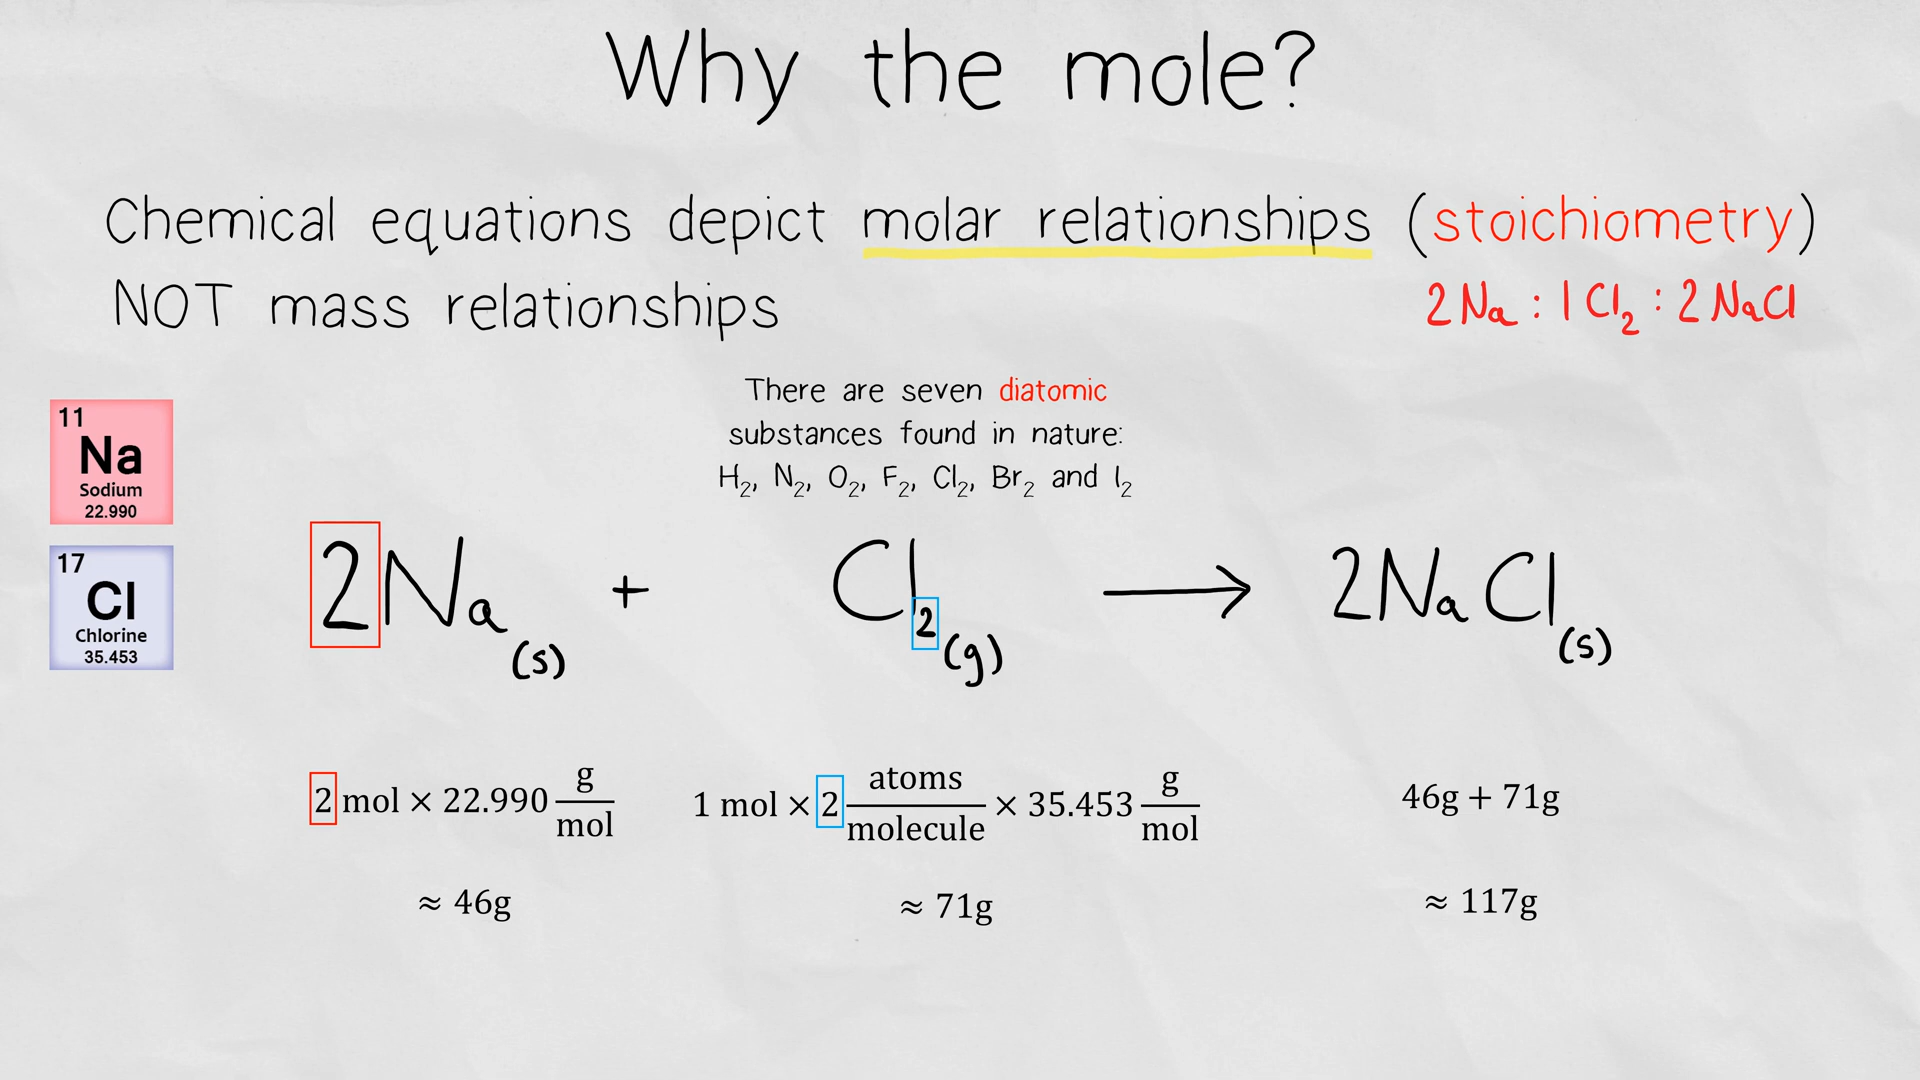 Why the mole?
Chemical equations depict molar relationships (stoichiometry)
NOT mass relationships
2Na : 1Cl₂ : 2NaCl
There are seven diatomic
substances found in nature:
H₂, N₂, O₂, F₂, Cl₂, Br₂ and I₂
11
Na
Sodium
22.990
17
Cl
Chlorine
35.453
2Na(s) + Cl₂(g) → 2NaCl(s)
2 mol × 22.990 g/mol
1 mol × 2 atoms/molecule × 35.453 g/mol
46g + 71g
≈ 46g
≈ 71g
≈ 117g